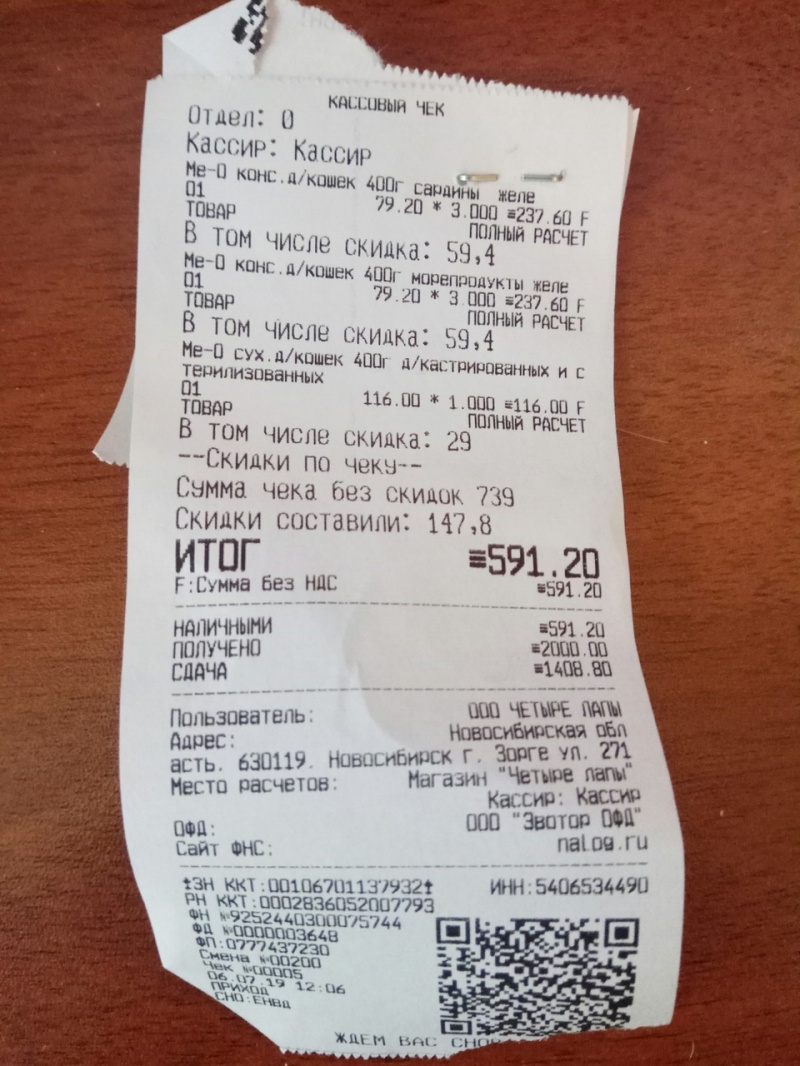 КАССОВЫЙ ЧЕК
Отдел: 0
Кассир: Кассир
Ме-О конс.д/кошек 400г сардины желе
01 79.20 * 3.000 ≡237.60 F
ТОВАР ПОЛНЫЙ РАСЧЕТ
В том числе скидка: 59,4
Ме-О конс.д/кошек 400г морепродукты желе
01 79.20 * 3.000 ≡237.60 F
ТОВАР ПОЛНЫЙ РАСЧЕТ
В том числе скидка: 59,4
Ме-О сух.д/кошек 400г д/кастрированных и с
терилизованных
01 116.00 * 1.000 ≡116.00 F
ТОВАР ПОЛНЫЙ РАСЧЕТ
В том числе скидка: 29
--Скидки по чеку--
Сумма чека без скидок 739
Скидки составили: 147,8
ИТОГ ≡591.20
F:Сумма без НДС ≡591.20
НАЛИЧНЫМИ ≡591.20
ПОЛУЧЕНО ≡2000.00
СДАЧА ≡1408.80
Пользователь: ООО ЧЕТЫРЕ ЛАПЫ
Адрес: Новосибирская обл
асть. 630119. Новосибирск г. Зорге ул. 271
Место расчетов: Магазин "Четыре лапы"
Кассир: Кассир
ОФД: ООО "Эвотор ОФД"
Сайт ФНС: nalog.ru
ЗН ККТ:00106701137932 ИНН:5406534490
РН ККТ:0002836052007793
ФН №9252440300075744
ФД №0000003648
ФП:0777437230
Смена №00200
Чек №00005
06.07.19 12:06
ПРИХОД
СНО:ЕНВД
ЖДЕМ ВАС